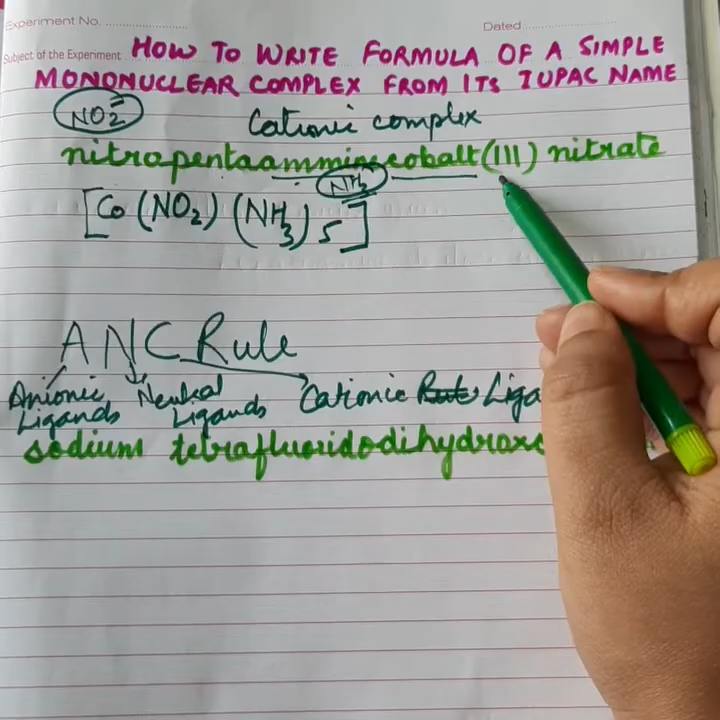 Experiment No.
Dated
Subject of the Experiment HOW TO WRITE FORMULA OF A SIMPLE
MONONUCLEAR COMPLEX FROM ITS IUPAC NAME
NO2⁻ Cationic complex
nitropentaamminecobalt(III) nitrate
NH3
[Co(NO2)(NH3)5]
ANC Rule
Anionic Ligands Neutral Ligands Cationic Liga
sodium tetrafluoridodihydroxo